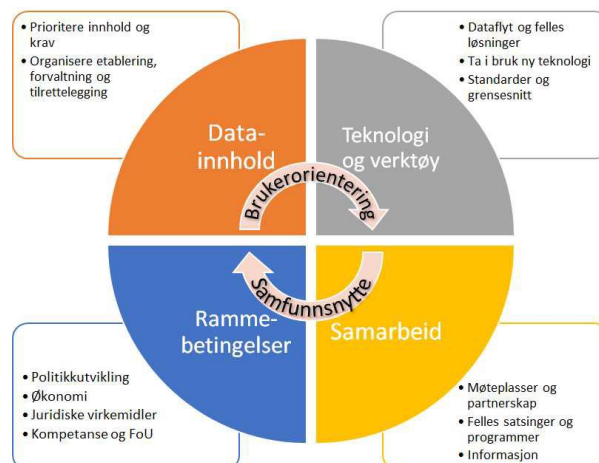 • Prioritere innhold og
krav
• Organisere etablering,
forvaltning og
tilrettelegging
• Dataflyt og felles
løsninger
• Ta i bruk ny teknologi
• Standarder og
grensesnitt
Data-
innhold
Teknologi
og verktøy
Brukerorientering
Samfunnsnytte
Ramme-
betingelser
Samarbeid
• Politikkutvikling
• Økonomi
• Juridiske virkemidler
• Kompetanse og FoU
• Møteplasser og
partnerskap
• Felles satsinger og
programmer
• Informasjon